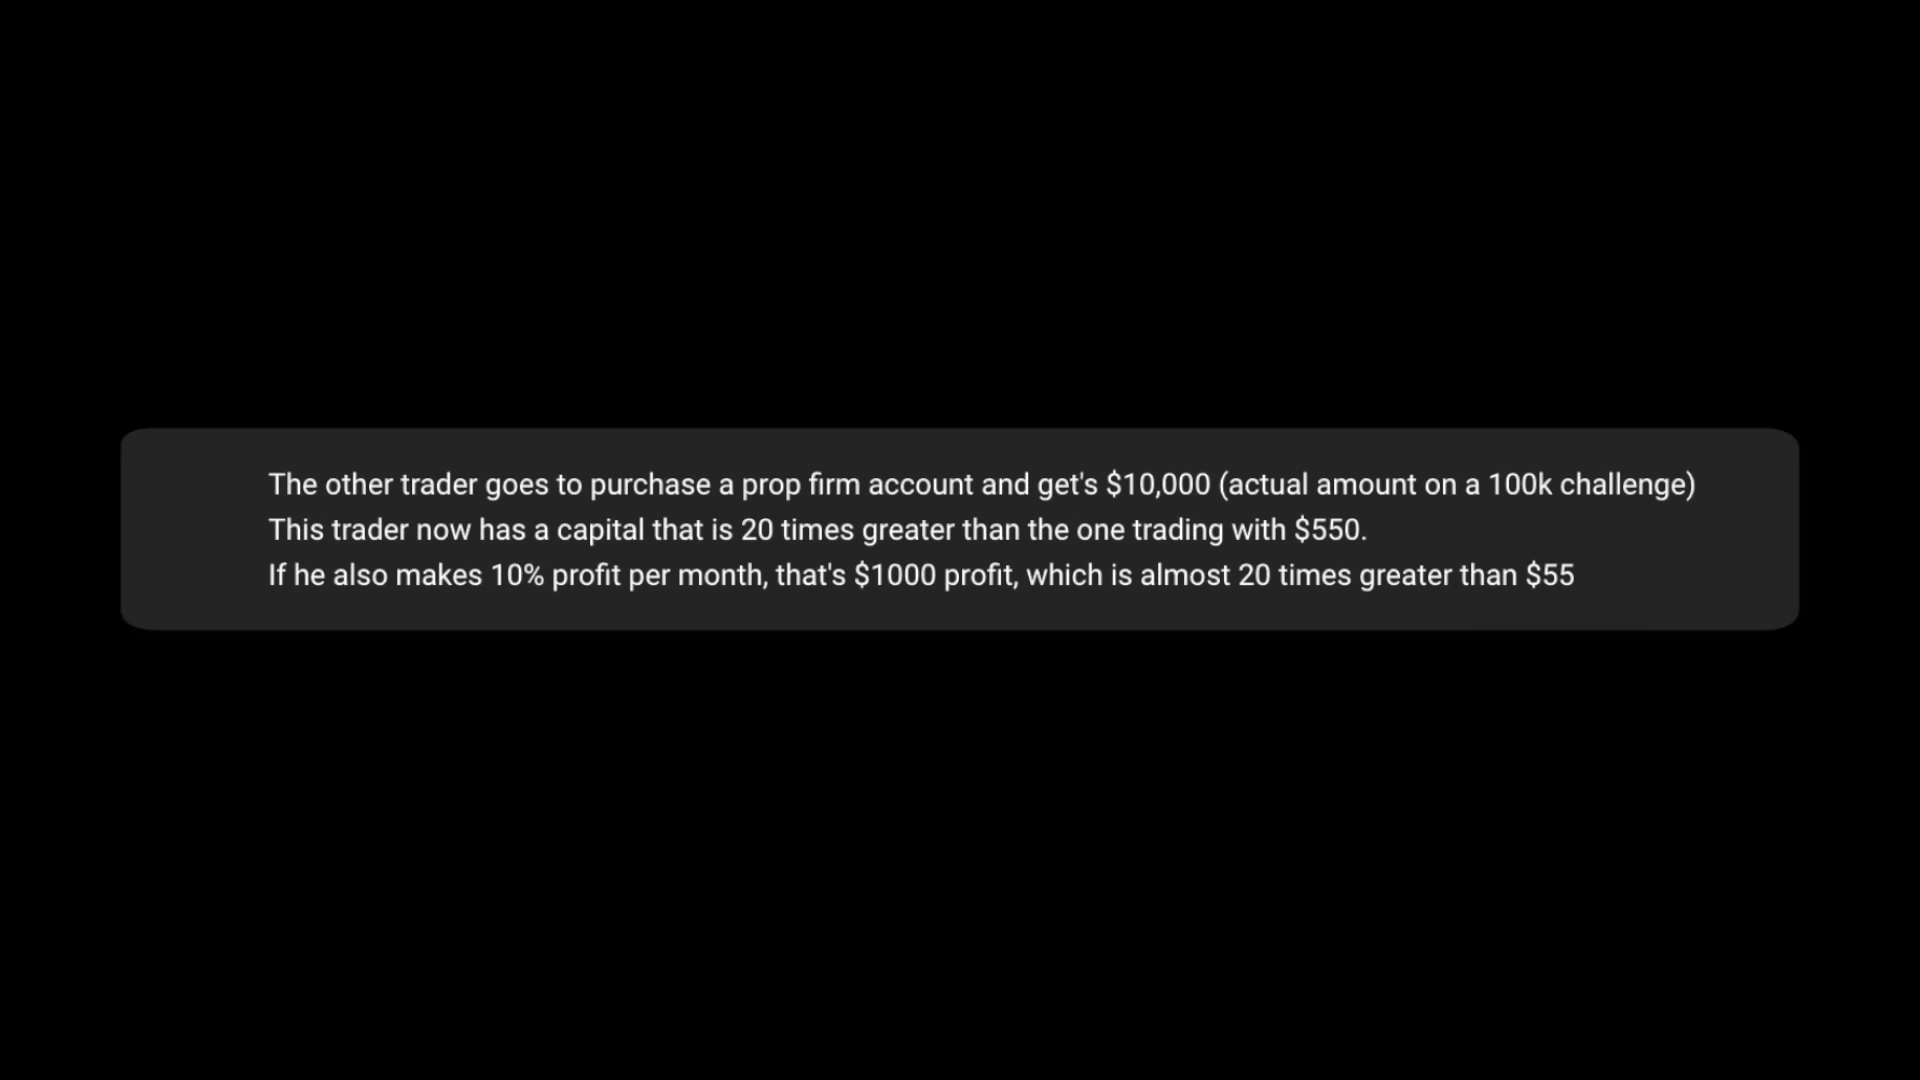 The other trader goes to purchase a prop firm account and get's $10,000 (actual amount on a 100k challenge)
This trader now has a capital that is 20 times greater than the one trading with $550.
If he also makes 10% profit per month, that's $1000 profit, which is almost 20 times greater than $55